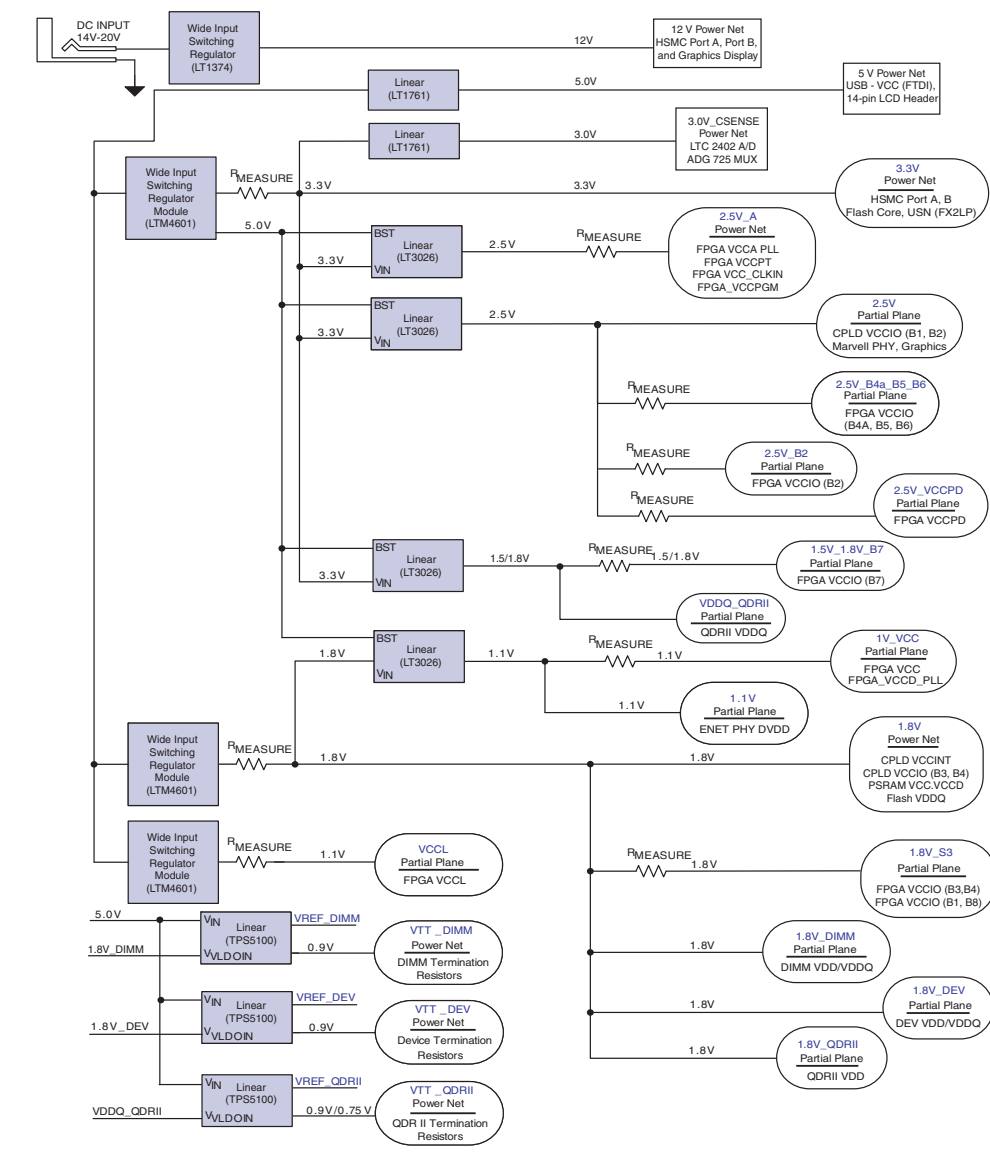 DC INPUT
14V-20V
Wide Input
Switching
Regulator
(LT1374)
12V
12 V Power Net
HSMC Port A, Port B,
and Graphics Display
Linear
(LT1761)
5.0V
5 V Power Net
USB - VCC (FTDI),
14-pin LCD Header
Linear
(LT1761)
3.0V
3.0V_CSENSE
Power Net
LTC 2402 A/D
ADG 725 MUX
Wide Input
Switching
Regulator
Module
(LTM4601)
RMEASURE
3.3V
3.3V
3.3V
Power Net
HSMC Port A, B
Flash Core, USN (FX2LP)
5.0V
BST
Linear
(LT3026)
VIN
3.3V
2.5V
RMEASURE
2.5V_A
Power Net
FPGA VCCA PLL
FPGA VCCPT
FPGA VCC_CLKIN
FPGA_VCCPGM
BST
Linear
(LT3026)
VIN
3.3V
2.5V
2.5V
Partial Plane
CPLD VCCIO (B1, B2)
Marvell PHY, Graphics
RMEASURE
2.5V_B4a_B5_B6
Partial Plane
FPGA VCCIO
(B4A, B5, B6)
RMEASURE
2.5V_B2
Partial Plane
FPGA VCCIO (B2)
RMEASURE
2.5V_VCCPD
Partial Plane
FPGA VCCPD
BST
Linear
(LT3026)
VIN
3.3V
1.5/1.8V
RMEASURE
1.5/1.8V
1.5V_1.8V_B7
Partial Plane
FPGA VCCIO (B7)
VDDQ_QDRII
Partial Plane
QDRII VDDQ
BST
Linear
(LT3026)
VIN
1.8V
1.1V
RMEASURE
1.1V
1V_VCC
Partial Plane
FPGA VCC
FPGA_VCCD_PLL
1.1V
1.1V
Partial Plane
ENET PHY DVDD
Wide Input
Switching
Regulator
Module
(LTM4601)
RMEASURE
1.8V
1.8V
1.8V
Power Net
CPLD VCCINT
CPLD VCCIO (B3, B4)
PSRAM VCC.VCCD
Flash VDDQ
Wide Input
Switching
Regulator
Module
(LTM4601)
RMEASURE
1.1V
VCCL
Partial Plane
FPGA VCCL
RMEASURE
1.8V
1.8V_S3
Partial Plane
FPGA VCCIO (B3,B4)
FPGA VCCIO (B1, B8)
5.0V
1.8V_DIMM
VIN
Linear
(TPS5100)
VVLDOIN
VREF_DIMM
0.9V
VTT _DIMM
Power Net
DIMM Termination
Resistors
1.8V
1.8V_DIMM
Partial Plane
DIMM VDD/VDDQ
1.8V_DEV
VIN
Linear
(TPS5100)
VVLDOIN
VREF_DEV
0.9V
VTT _DEV
Power Net
Device Termination
Resistors
1.8V
1.8V_DEV
Partial Plane
DEV VDD/VDDQ
1.8V
1.8V_QDRII
Partial Plane
QDRII VDD
VDDQ_QDRII
VIN
Linear
(TPS5100)
VVLDOIN
VREF_QDRII
0.9V/0.75 V
VTT _QDRII
Power Net
QDR II Termination
Resistors